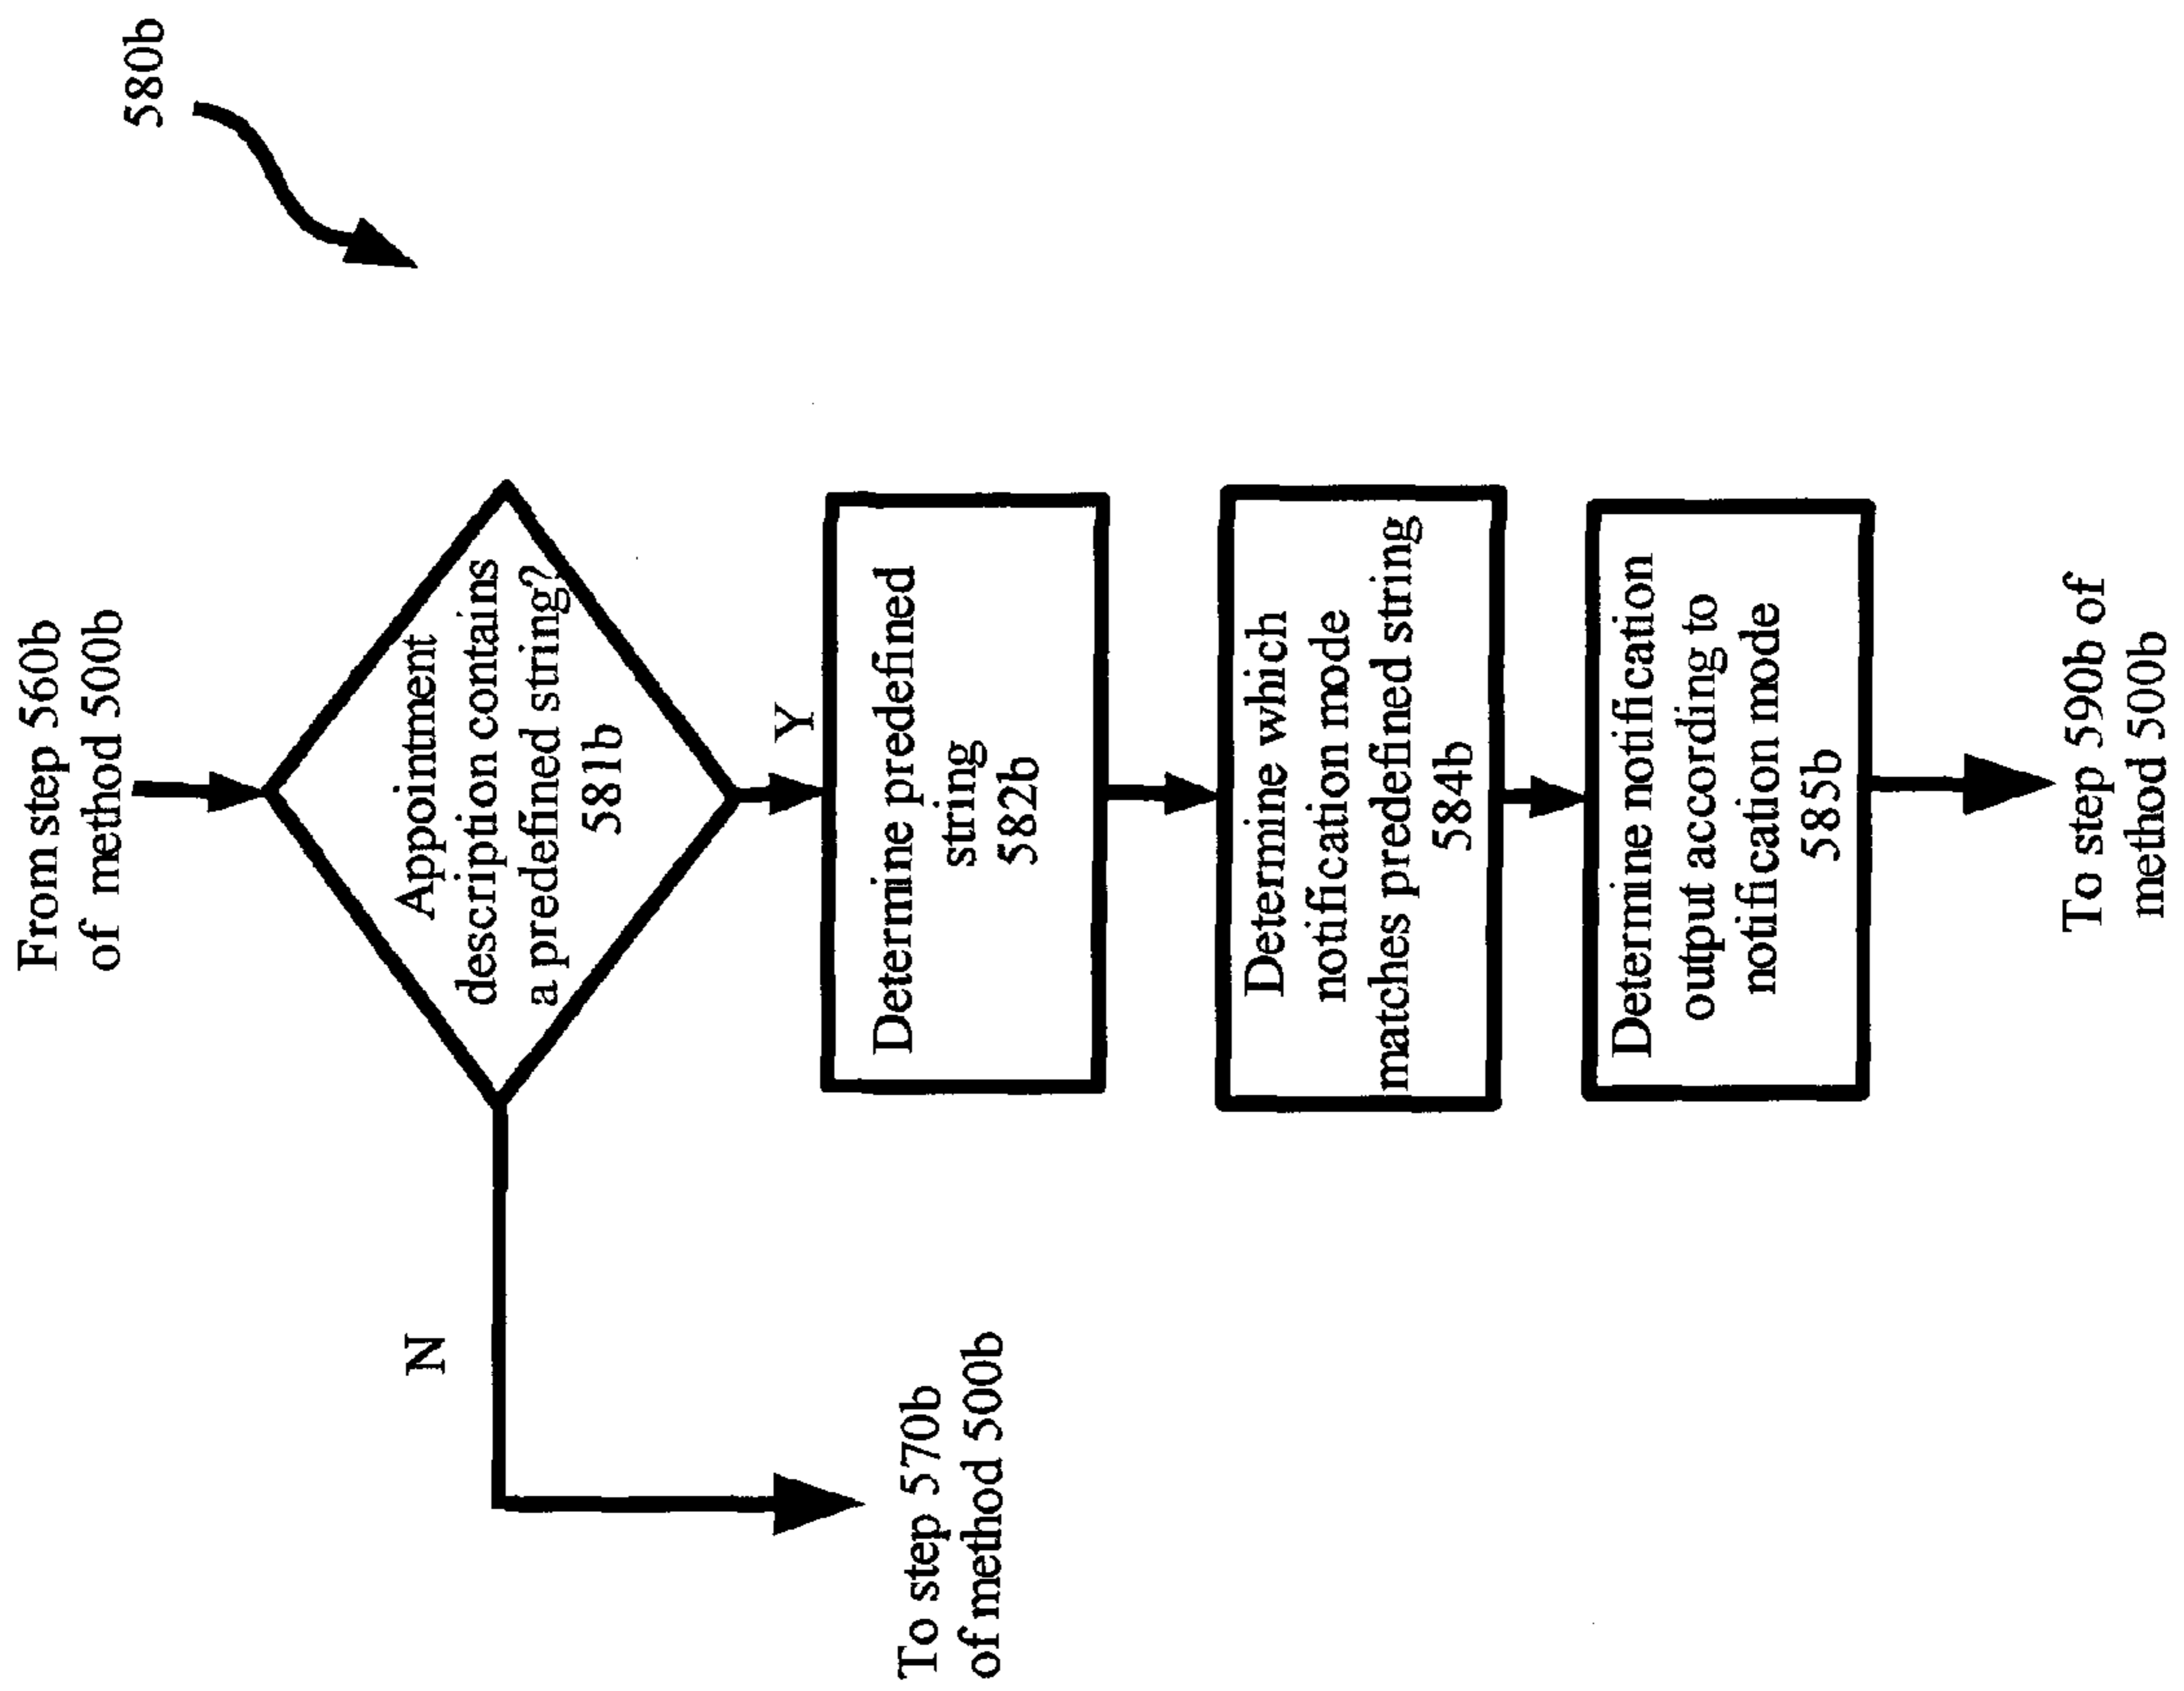 580b
From step 560b
of method 500b
Appointment
description contains
a predefined string?
581b
N
Y
To step 570b
of method 500b
Determine predefined
string
582b
Determine which
notification mode
matches predefined string
584b
Determine notification
output according to
notification mode
585b
To step 590b of
method 500b